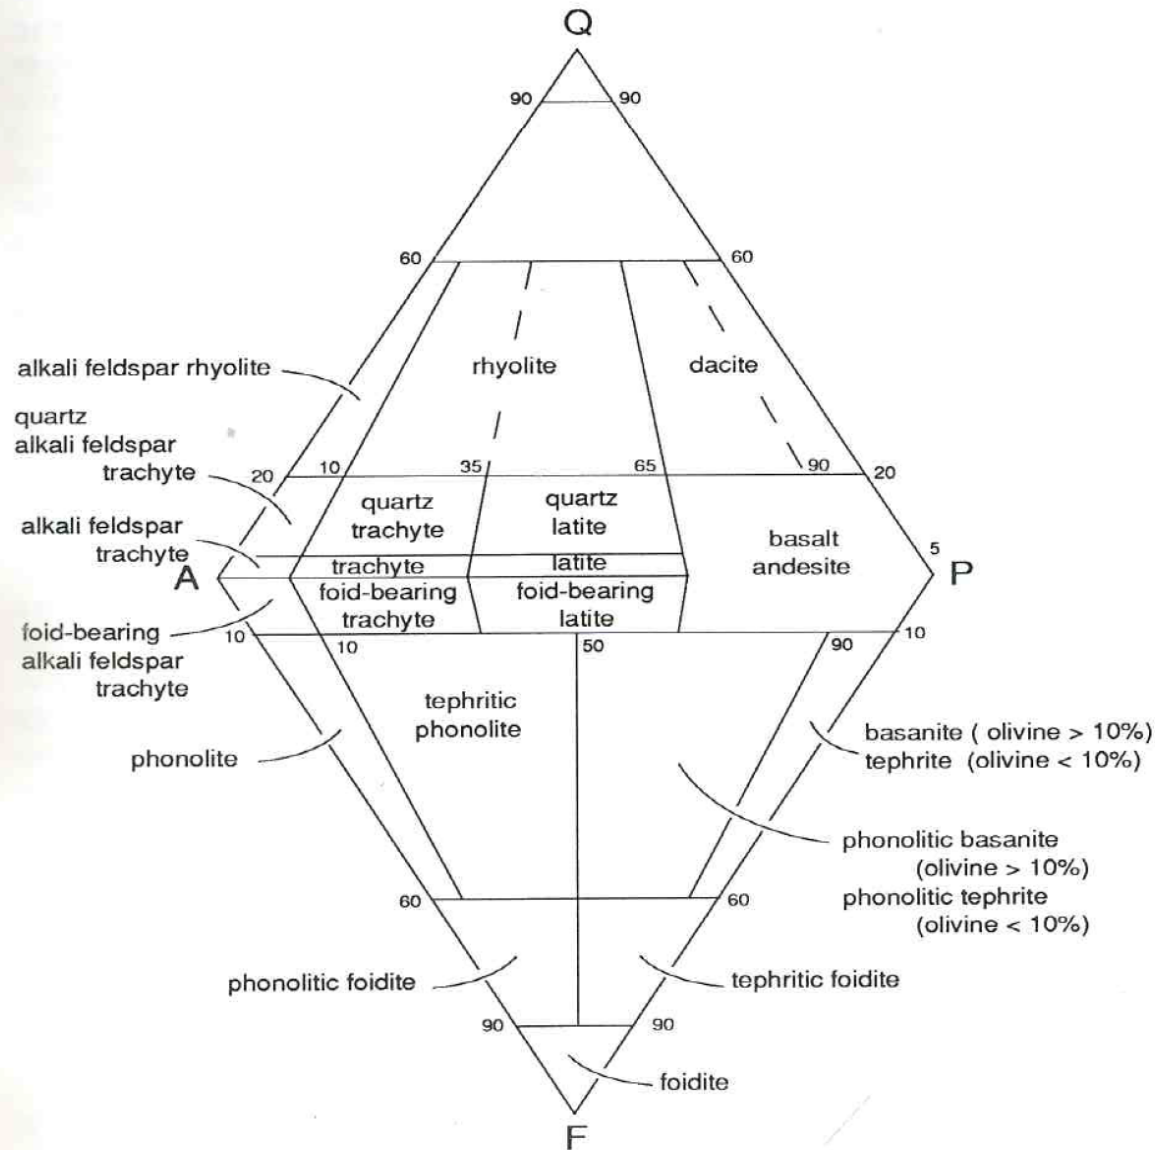 Q
90
90
60
60
alkali feldspar rhyolite
rhyolite
dacite
quartz
alkali feldspar
trachyte
20
10
35
65
90
20
quartz
trachyte
quartz
latite
alkali feldspar
trachyte
basalt
andesite
5
trachyte
latite
A
P
foid-bearing
trachyte
foid-bearing
latite
foid-bearing
alkali feldspar
trachyte
10
10
50
90
10
tephritic
phonolite
phonolite
basanite ( olivine > 10%)
tephrite (olivine < 10%)
phonolitic basanite
(olivine > 10%)
phonolitic tephrite
(olivine < 10%)
60
60
phonolitic foidite
tephritic foidite
90
90
foidite
F